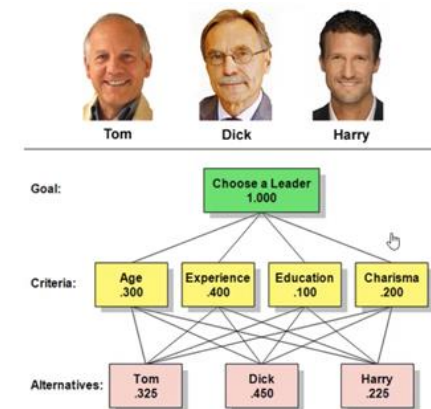 Tom Dick Harry
Goal:
Choose a Leader
1.000
Criteria:
Age
.300
Experience
.400
Education
.100
Charisma
.200
Alternatives:
Tom
.325
Dick
.450
Harry
.225